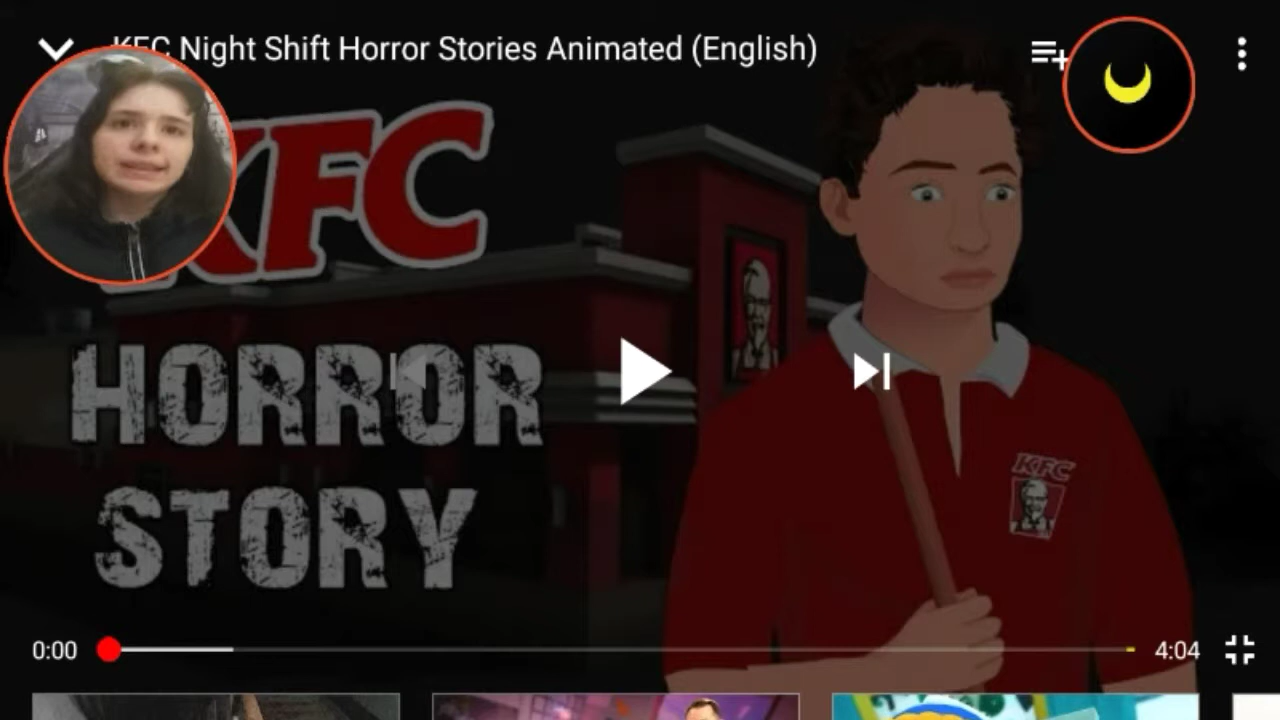 KFC Night Shift Horror Stories Animated (English)
KFC
HORROR
STORY
KFC
0:00
4:04